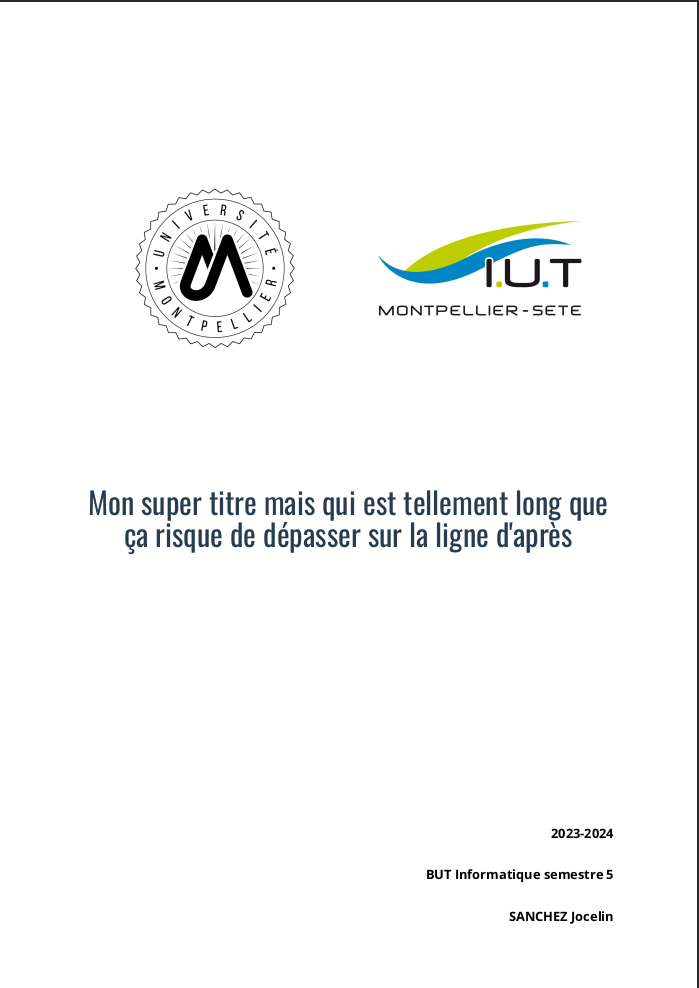 UNIVERSITÉ
MONTPELLIER
I.U.T
MONTPELLIER-SETE
Mon super titre mais qui est tellement long que
ça risque de dépasser sur la ligne d'après
2023-2024
BUT Informatique semestre 5
SANCHEZ Jocelin